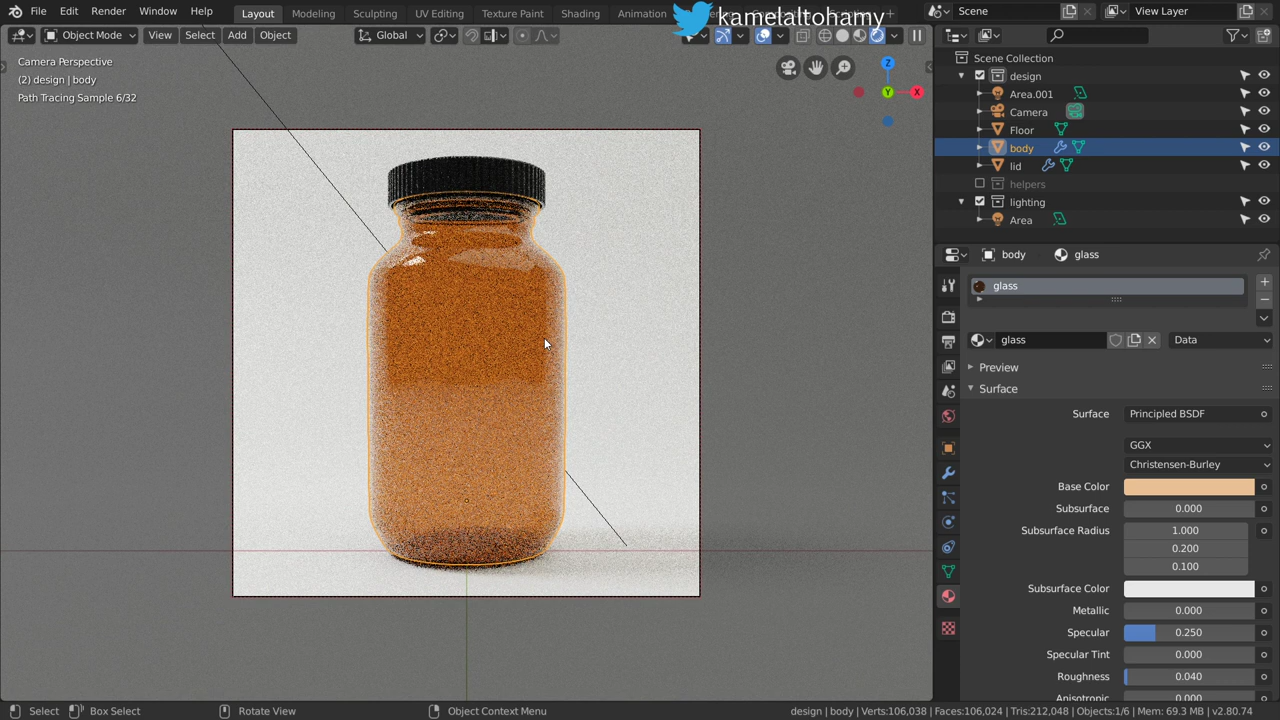 File Edit Render Window Help
Layout Modeling Sculpting UV Editing Texture Paint Shading Animation
kamelaltohamy
Scene
View Layer
Object Mode View Select Add Object
Global
Camera Perspective
(2) design | body
Path Tracing Sample 6/32
Z
Y
X
Scene Collection
design
Area.001
Camera
Floor
body
lid
helpers
lighting
Area
body glass
glass
glass Data
Preview
Surface
Surface Principled BSDF
GGX
Christensen-Burley
Base Color
Subsurface 0.000
Subsurface Radius 1.000
0.200
0.100
Subsurface Color
Metallic 0.000
Specular 0.250
Specular Tint 0.000
Roughness 0.040
Anisotropic 0.000
Select Box Select Rotate View Object Context Menu
design | body | Verts:106,038 | Faces:106,024 | Tris:212,048 | Objects:1/6 | Mem: 69.3 MB | v2.80.74